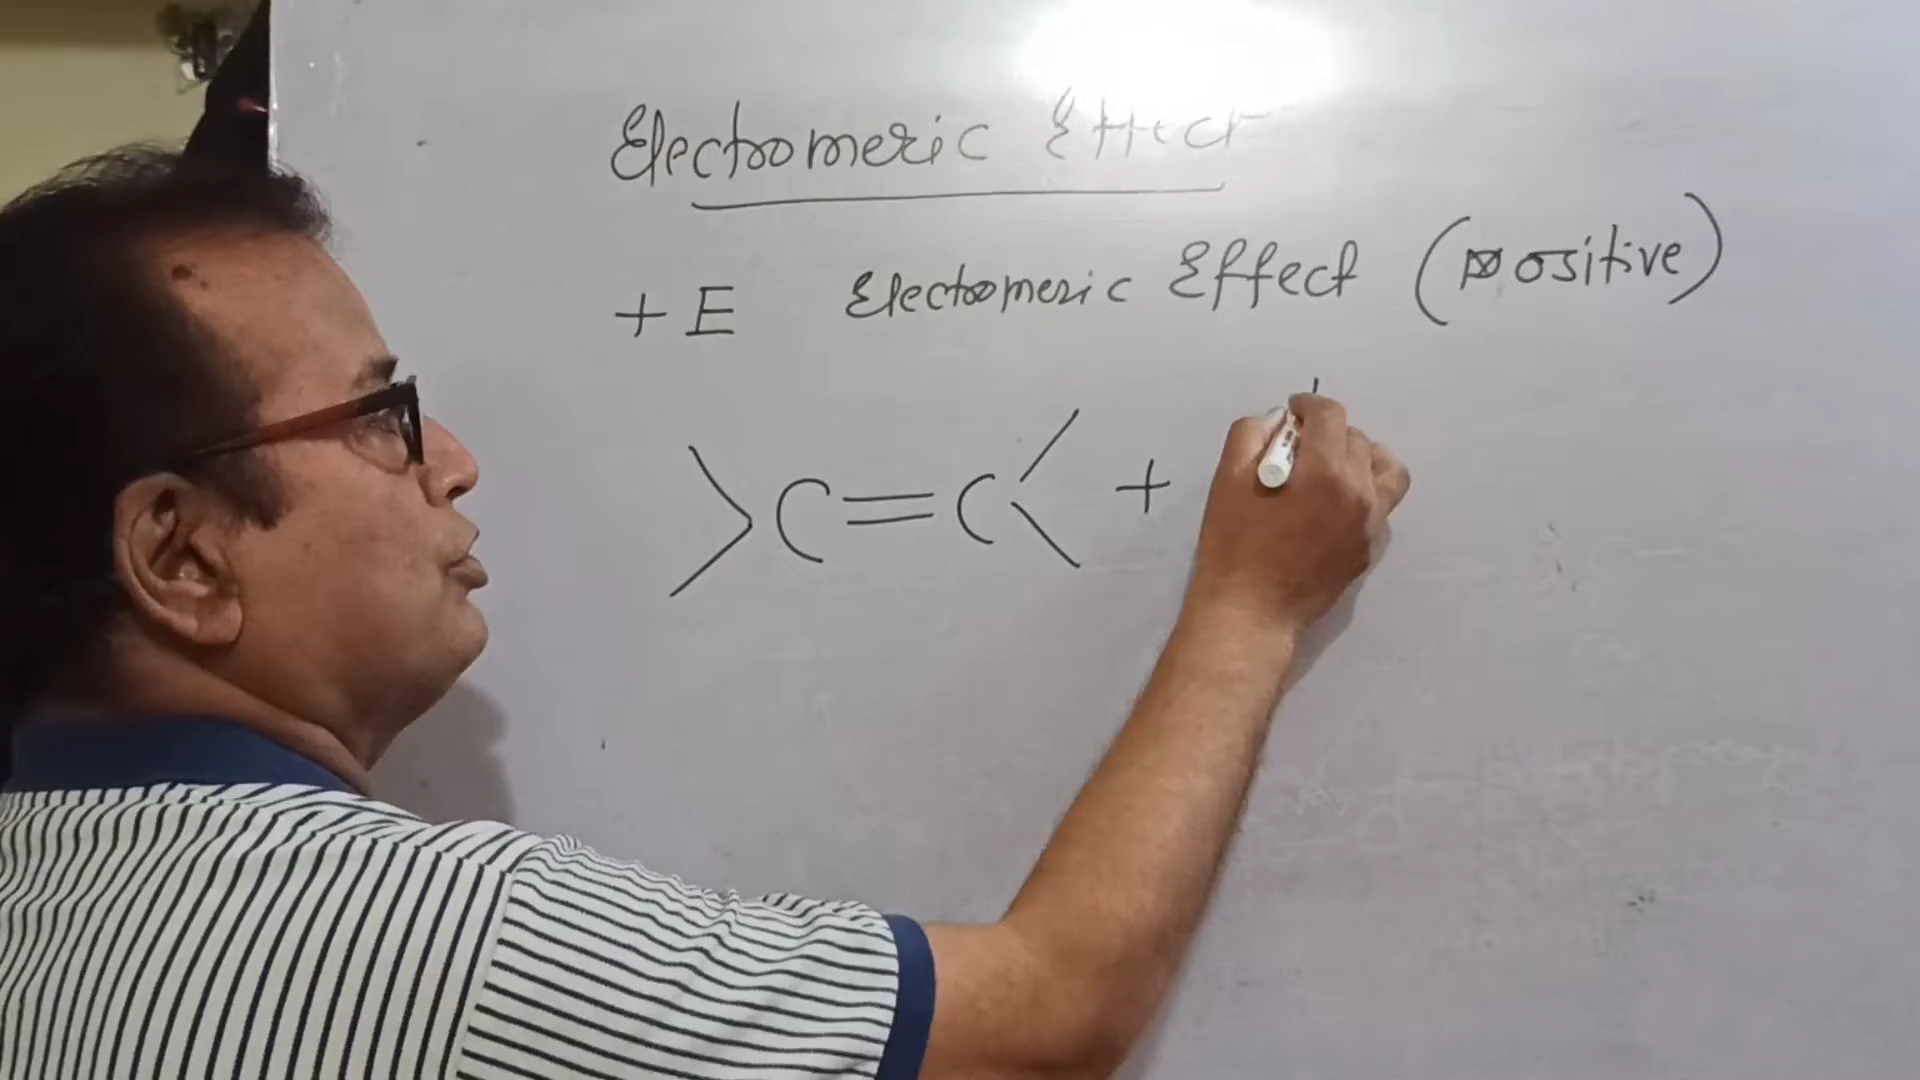 Electromeric Effect
+ E Electromeric Effect (positive)
>C=C< +